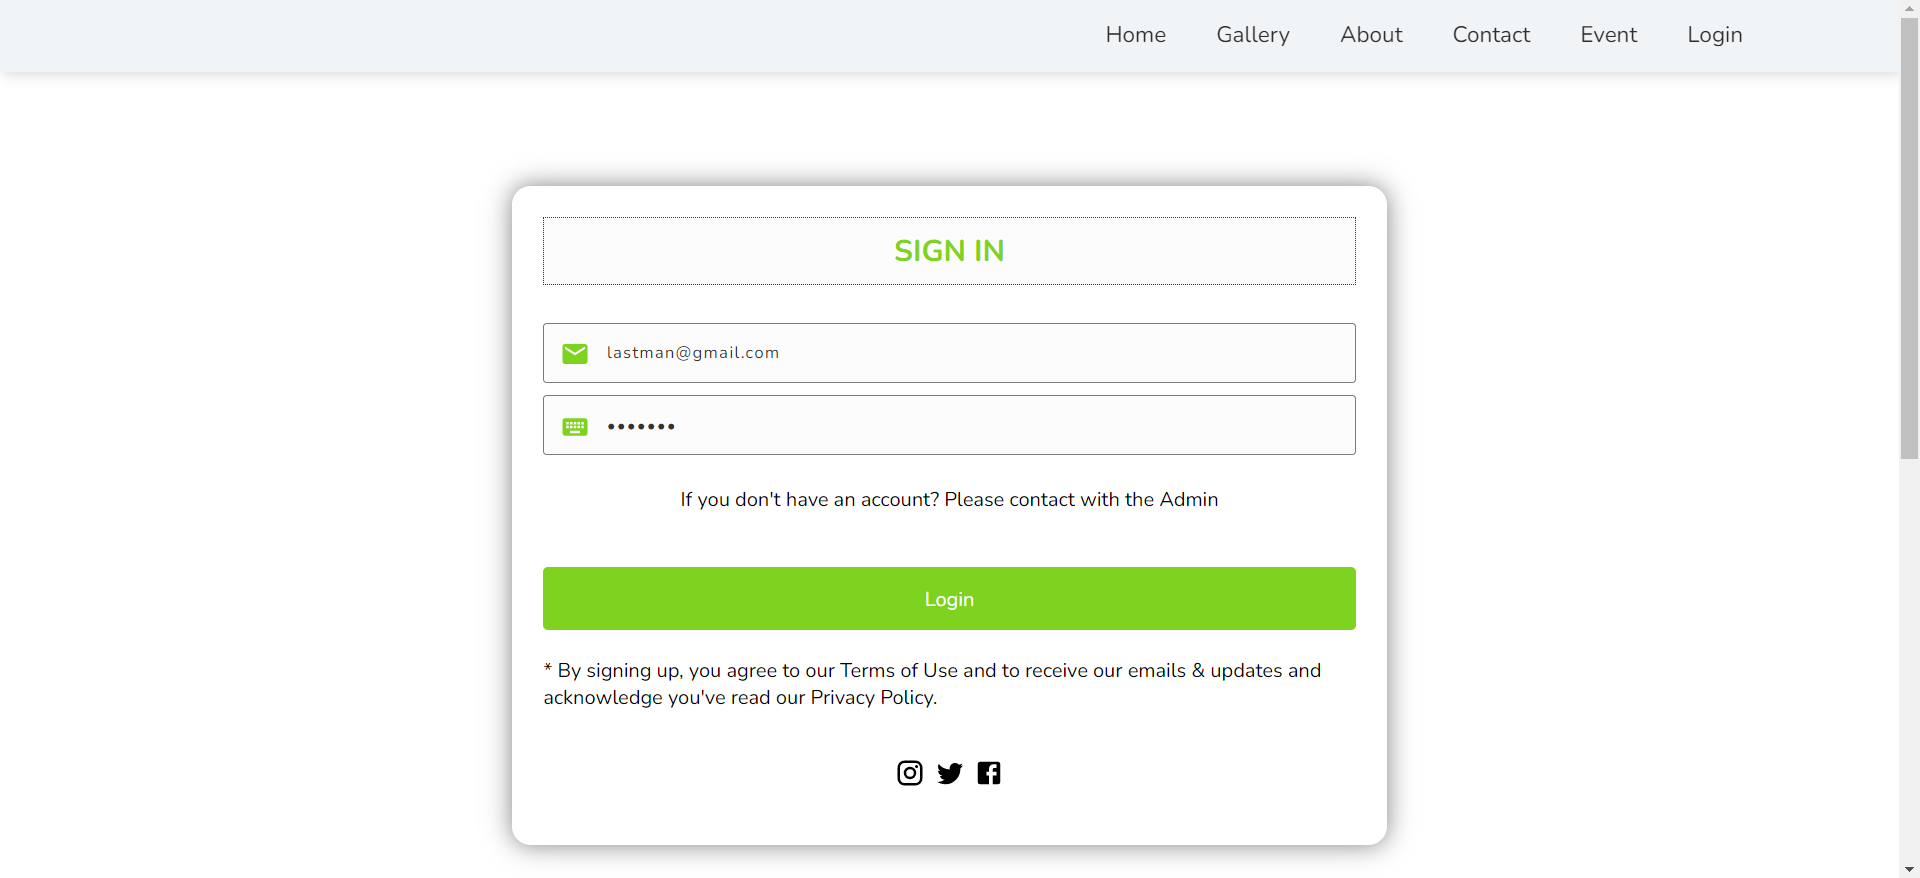 Home Gallery About Contact Event Login
SIGN IN
lastman@gmail.com
•••••••
If you don't have an account? Please contact with the Admin
Login
* By signing up, you agree to our Terms of Use and to receive our emails & updates and
acknowledge you've read our Privacy Policy.